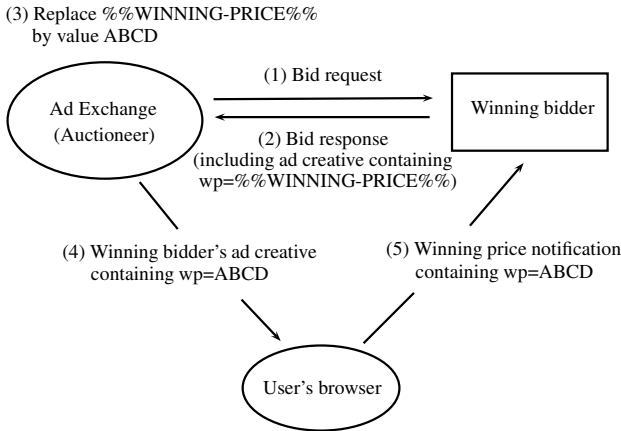 (3) Replace %%WINNING-PRICE%%
by value ABCD
(1) Bid request
Ad Exchange
(Auctioneer)
Winning bidder
(2) Bid response
(including ad creative containing
wp=%%WINNING-PRICE%%)
(4) Winning bidder's ad creative
containing wp=ABCD
(5) Winning price notification
containing wp=ABCD
User's browser